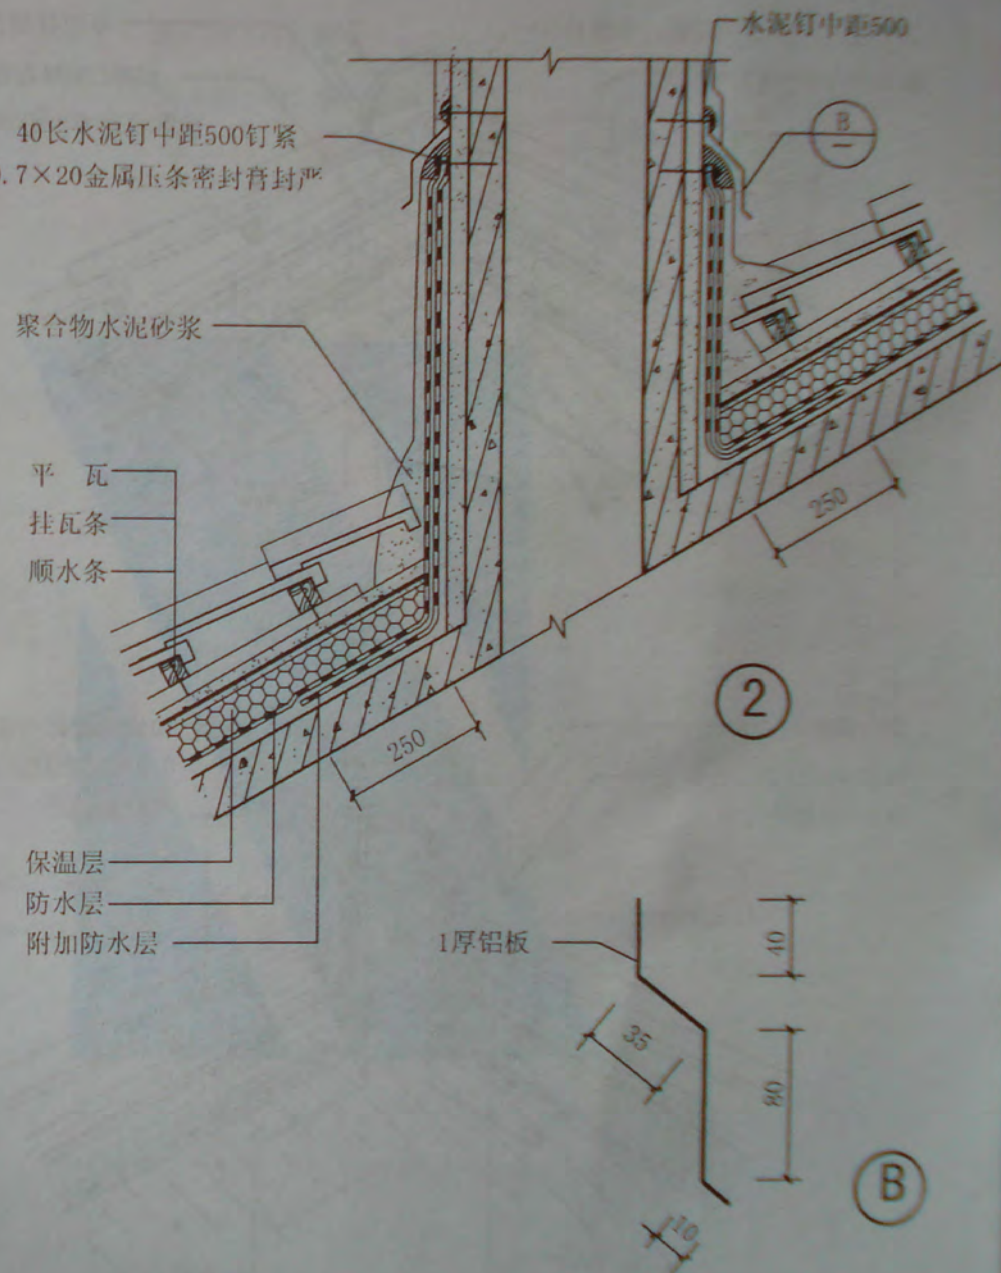 水泥钉中距500
40长水泥钉中距500钉紧
.7×20金属压条密封膏封严
B
聚合物水泥砂浆
平 瓦
挂瓦条
顺水条
250
250
2
保温层
防水层
附加防水层
1厚铝板
40
35
80
B
10